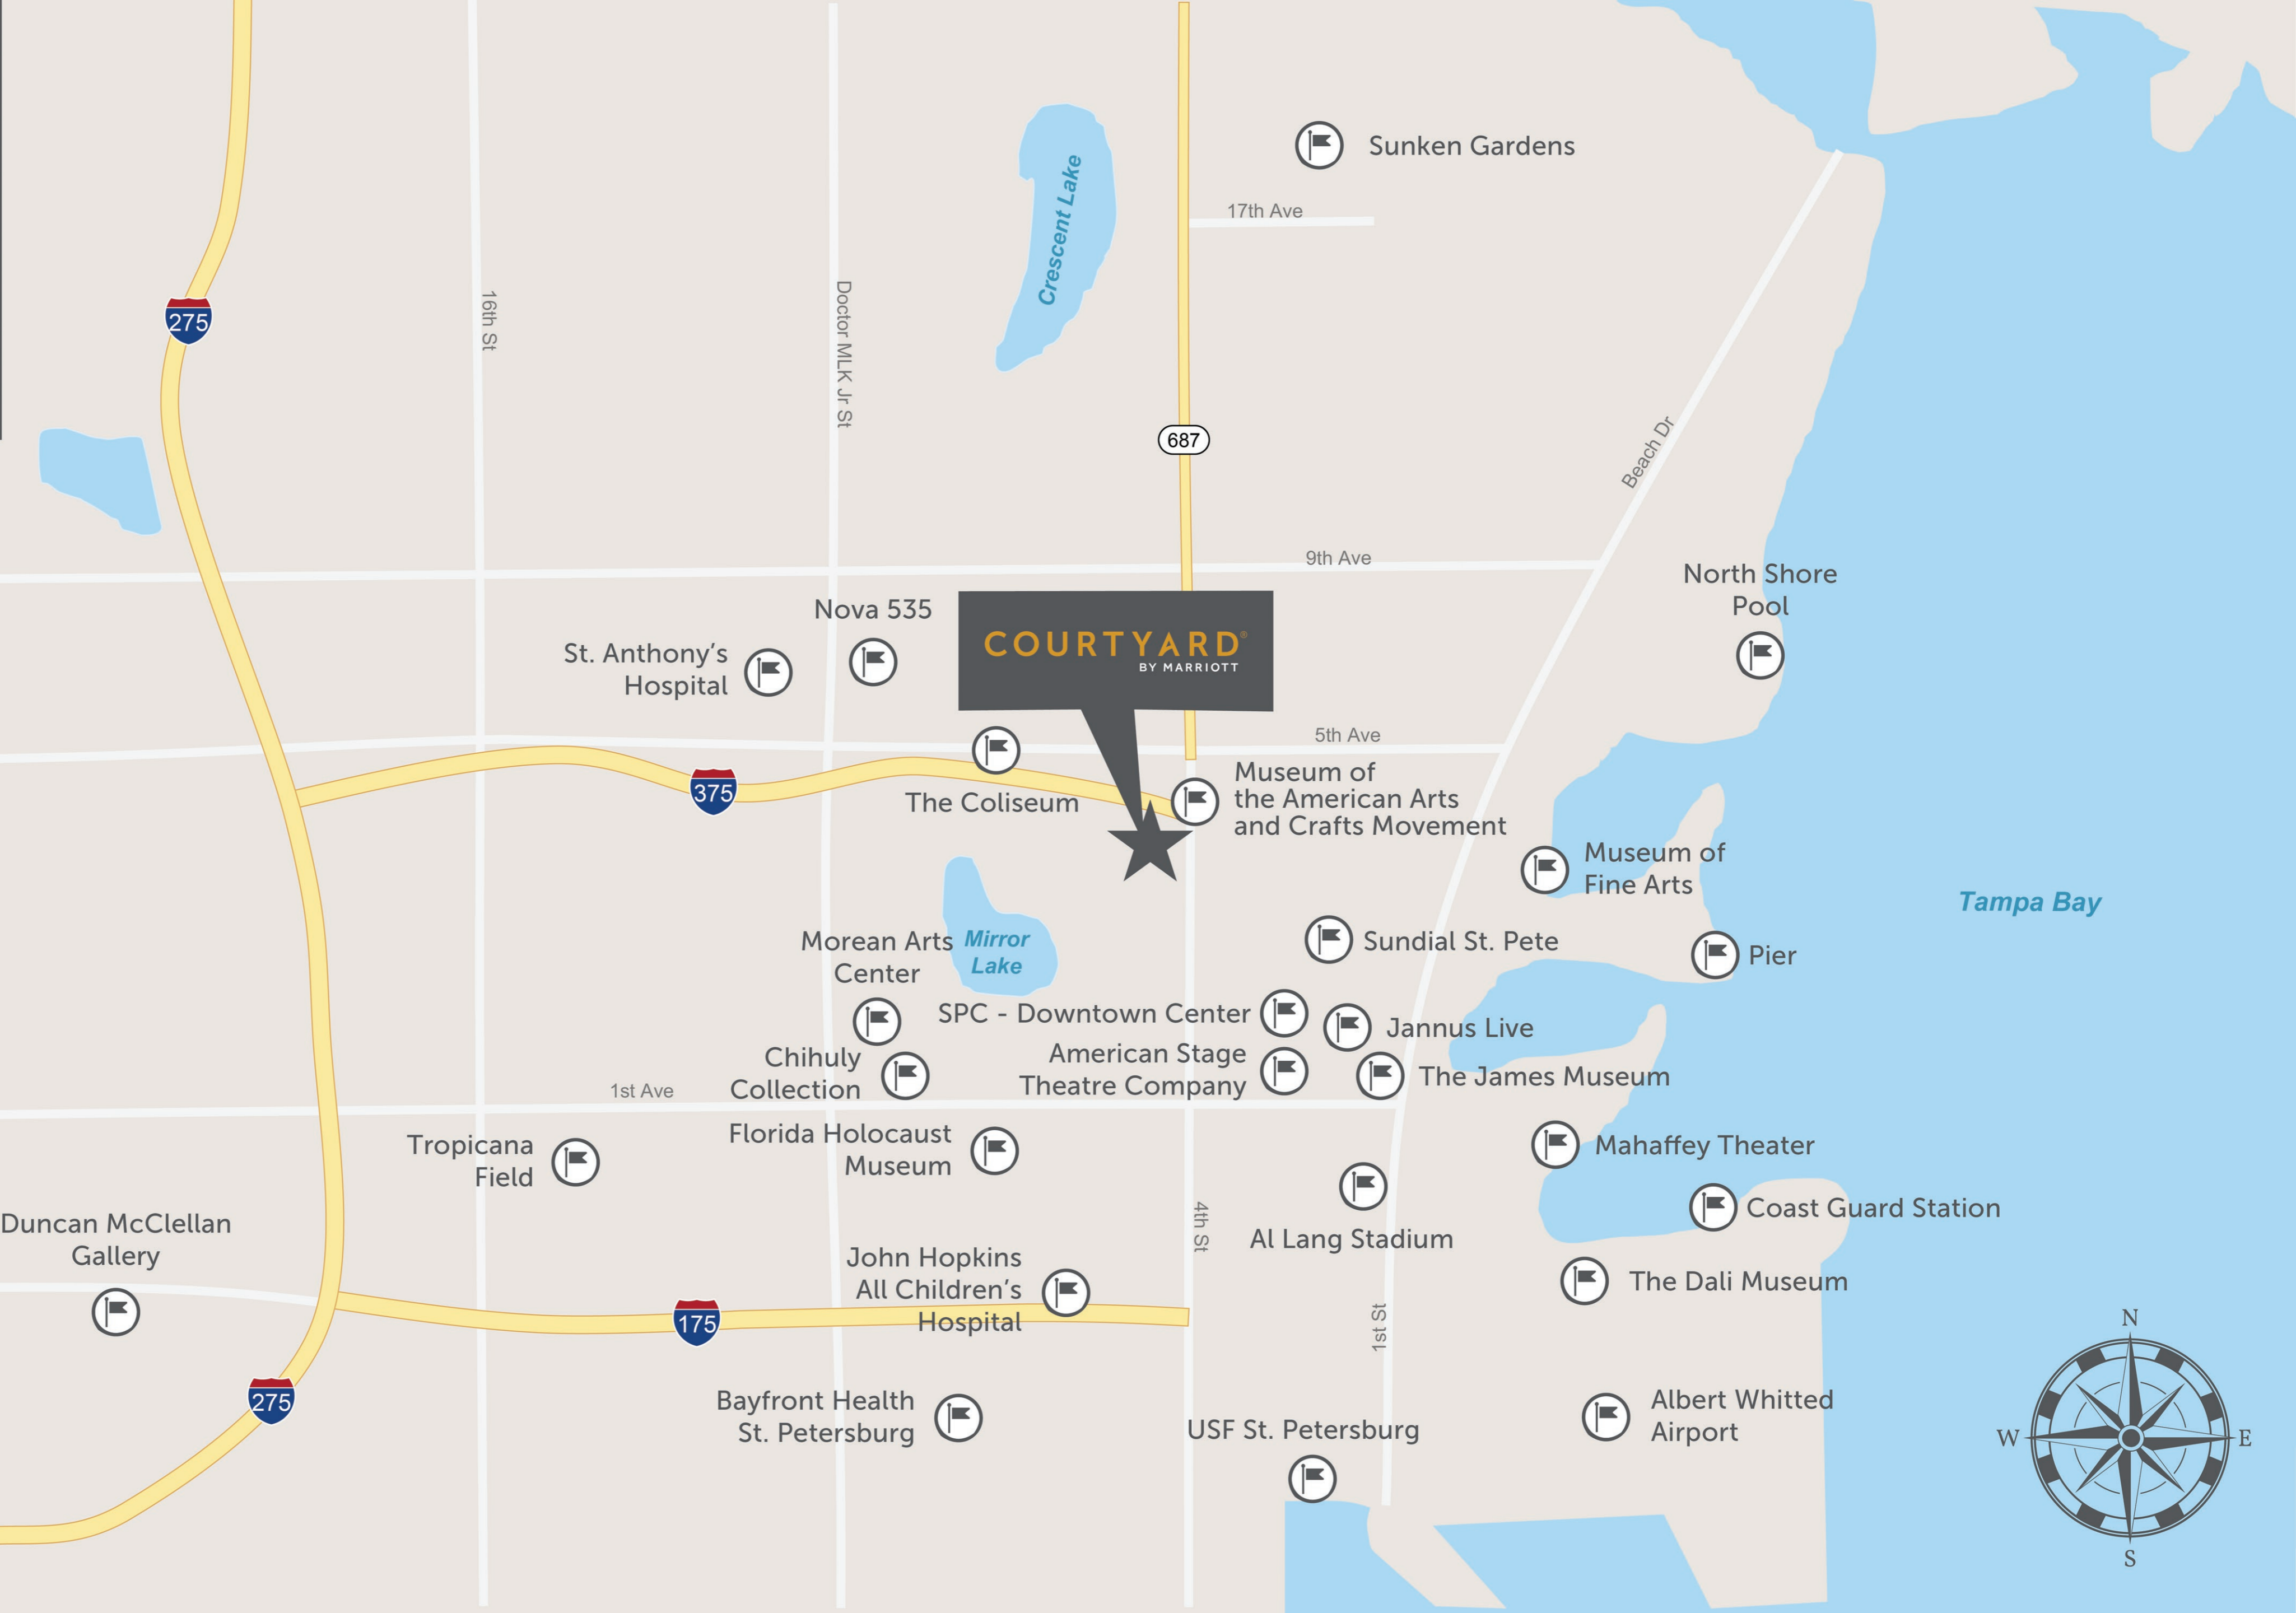 Sunken Gardens
17th Ave
Crescent Lake
275
16th St
Doctor MLK Jr St
687
Beach Dr
9th Ave
North Shore
Pool
Nova 535
St. Anthony's
Hospital
COURTYARD®
BY MARRIOTT
5th Ave
375
The Coliseum
Museum of
the American Arts
and Crafts Movement
Museum of
Fine Arts
Tampa Bay
Morean Arts
Center
Mirror
Lake
Sundial St. Pete
Pier
SPC - Downtown Center
Jannus Live
Chihuly
Collection
American Stage
Theatre Company
The James Museum
1st Ave
Tropicana
Field
Florida Holocaust
Museum
Mahaffey Theater
Duncan McClellan
Gallery
4th St
Al Lang Stadium
Coast Guard Station
John Hopkins
All Children's
Hospital
The Dali Museum
175
1st St
275
Bayfront Health
St. Petersburg
USF St. Petersburg
Albert Whitted
Airport
N
W
E
S